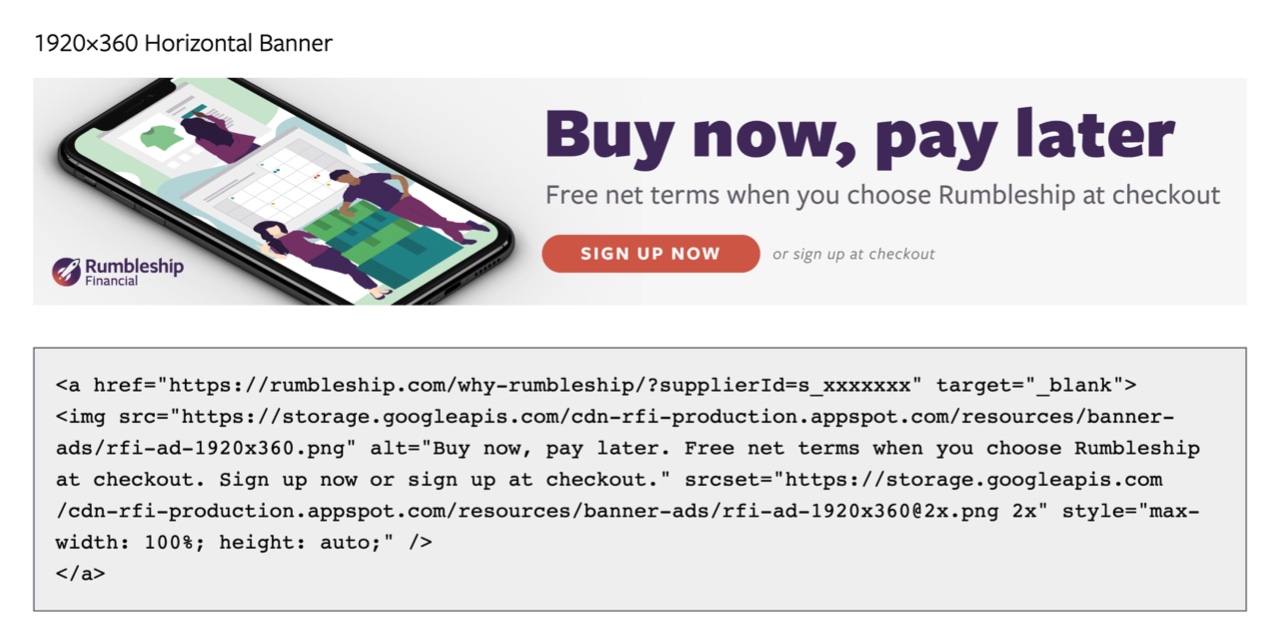 1920×360 Horizontal Banner
Buy now, pay later
Free net terms when you choose Rumbleship at checkout
SIGN UP NOW or sign up at checkout
Rumbleship
Financial
<a href="https://rumbleship.com/why-rumbleship/?supplierId=s_xxxxxxx" target="_blank">
<img src="https://storage.googleapis.com/cdn-rfi-production.appspot.com/resources/banner-
ads/rfi-ad-1920x360.png" alt="Buy now, pay later. Free net terms when you choose Rumbleship
at checkout. Sign up now or sign up at checkout." srcset="https://storage.googleapis.com
/cdn-rfi-production.appspot.com/resources/banner-ads/rfi-ad-1920x360@2x.png 2x" style="max-
width: 100%; height: auto;" />
</a>